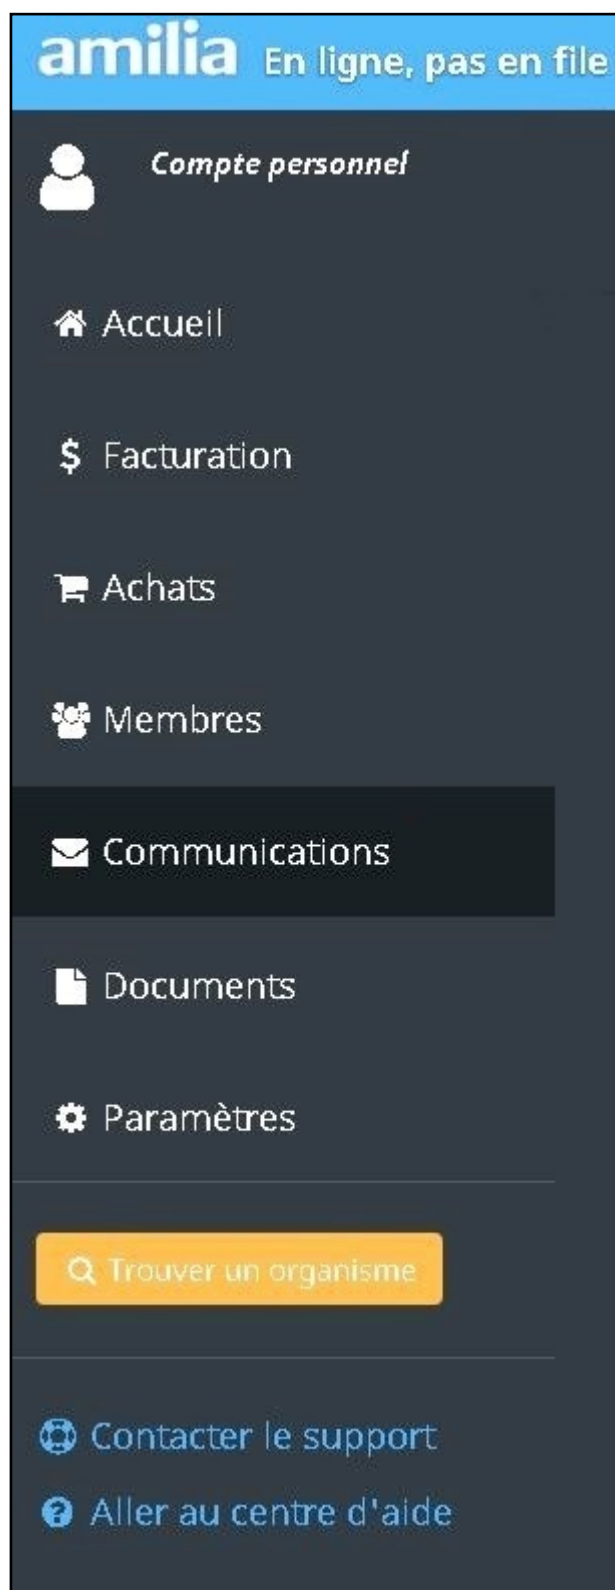 amilia En ligne, pas en file
Compte personnel
Accueil
$ Facturation
Achats
Membres
Communications
Documents
Paramètres
Trouver un organisme
Contacter le support
Aller au centre d'aide